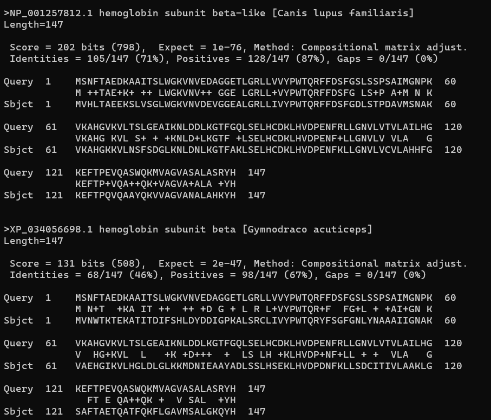 >NP_001257812.1 hemoglobin subunit beta-like [Canis lupus familiaris]
Length=147
Score = 202 bits (798),  Expect = 1e-76, Method: Compositional matrix adjust.
Identities = 105/147 (71%), Positives = 128/147 (87%), Gaps = 0/147 (0%)
Query  1    MSNFTAEDKAAITSLWGKVNVEDAGGETLGRLLVVYPWTQRFFDSFGSLSSPSAIMGNPK  60
            M ++TAE+K+ ++ LWGKVNV++ GGE LGRLL+VYPWTQRFFDSFG LS+P A+M N K
Sbjct  1    MVHLTAEEKSLVSGLWGKVNVDEVGGEALGRLLIVYPWTQRFFDSFGDLSTPDAVMSNAK  60
Query  61   VKAHGVKVLTSLGEAIKNLDDLKGTFGQLSELHCDKLHVDPENFRLLGNVLVTVLAILHG  120
            VKAHG KVL S+ + +KNLD+LKGTF +LSELHCDKLHVDPENF+LLGNVLV VLA   G
Sbjct  61   VKAHGKKVLNSFSDGLKNLDNLKGTFAKLSELHCDKLHVDPENFKLLGNVLVCVLAHHFG  120
Query  121  KEFTPEVQASWQKMVAGVASALASRYH  147
            KEFTP+VQA++QK+VAGVA+ALA +YH
Sbjct  121  KEFTPQVQAAYQKVVAGVANALAHKYH  147
>XP_034056698.1 hemoglobin subunit beta [Gymnodraco acuticeps]
Length=147
Score = 131 bits (508),  Expect = 2e-47, Method: Compositional matrix adjust.
Identities = 68/147 (46%), Positives = 98/147 (67%), Gaps = 0/147 (0%)
Query  1    MSNFTAEDKAAITSLWGKVNVEDAGGETLGRLLVVYPWTQRFFDSFGSLSSPSAIMGNPK  60
            M N+T  +KA IT ++  ++ +D G + L R L+VYPWTQR+F  FG+L + +AI+GN K
Sbjct  1    MVNWTKTEKATITDIFSHLDYDDIGPKALSRCLIVYPWTQRYFSGFGNLYNAAAIIGNAK  60
Query  61   VKAHGVKVLTSLGEAIKNLDDLKGTFGQLSELHCDKLHVDPENFRLLGNVLVTVLAILHG  120
            V  HG+KVL  L   +K +D+++  +  LS LH +KLHVDP+NF+LL + +  VLA   G
Sbjct  61   VAEHGIKVLHGLDLGLKKMDNIEAAYADLSSLHSEKLHVDPDNFKLLSDCITIVLAAKLG  120
Query  121  KEFTPEVQASWQKMVAGVASALASRYH  147
              FT E QA++QK +  V SAL  +YH
Sbjct  121  SAFTAETQATFQKFLGAVMSALGKQYH  147